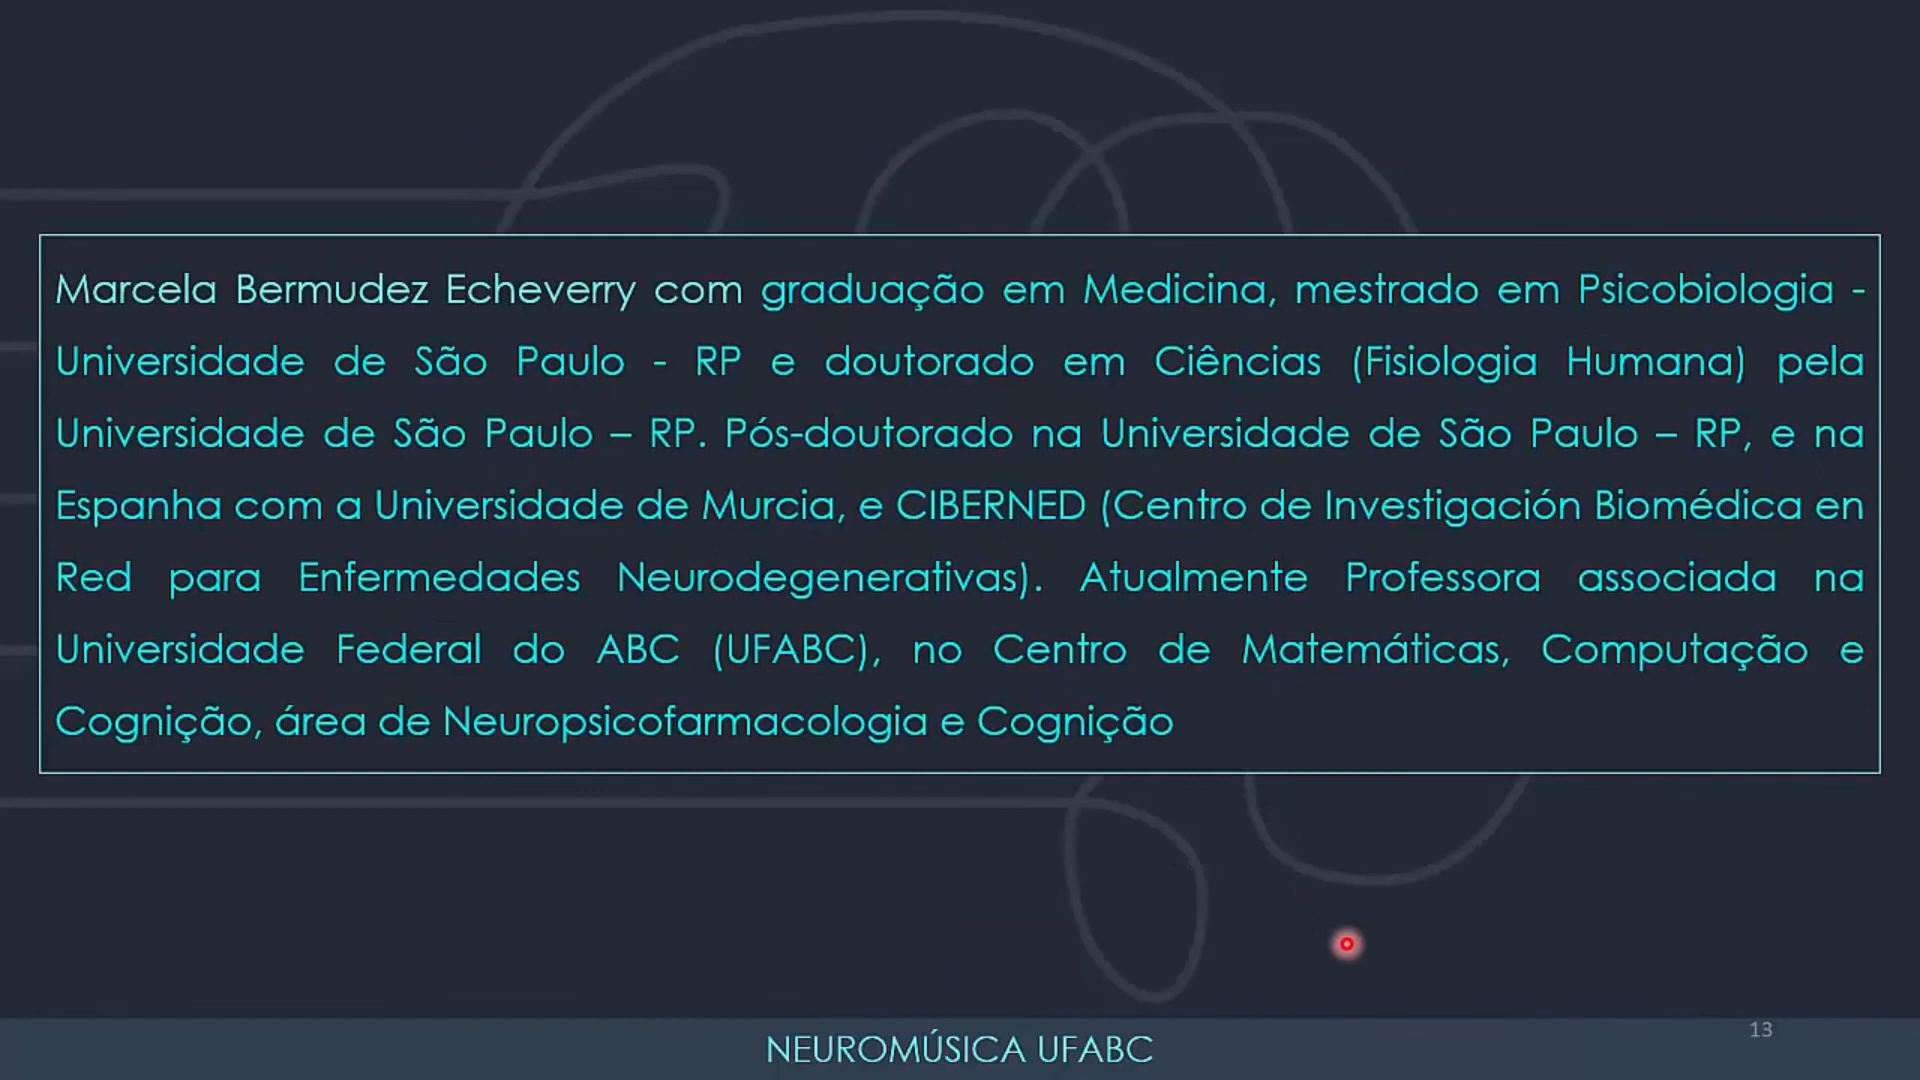 Marcela Bermudez Echeverry com graduação em Medicina, mestrado em Psicobiologia -
Universidade de São Paulo - RP e doutorado em Ciências (Fisiologia Humana) pela
Universidade de São Paulo – RP. Pós-doutorado na Universidade de São Paulo – RP, e na
Espanha com a Universidade de Murcia, e CIBERNED (Centro de Investigación Biomédica en
Red para Enfermedades Neurodegenerativas). Atualmente Professora associada na
Universidade Federal do ABC (UFABC), no Centro de Matemáticas, Computação e
Cognição, área de Neuropsicofarmacologia e Cognição
13
NEUROMÚSICA UFABC